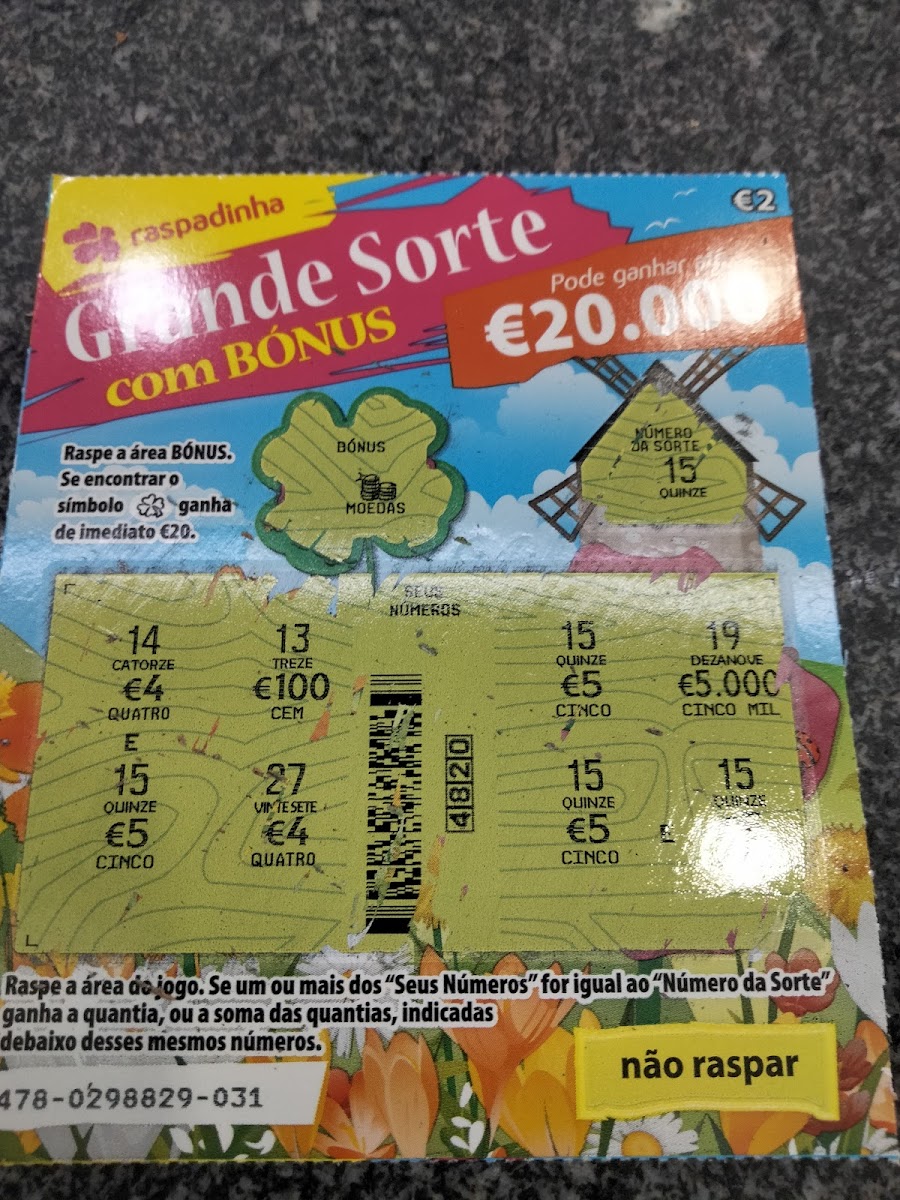 raspadinha
€2
Grande Sorte
com BÓNUS
Pode ganhar
€20.000
Raspe a área BÓNUS.
Se encontrar o
símbolo ganha
de imediato €20.
BÓNUS
MOEDAS
NÚMERO
DA SORTE
15
QUINZE
SEUS
NÚMEROS
14 13
CATORZE TREZE
€4 €100
QUATRO CEM
E
15 27
QUINZE VINTESETE
€5 €4
CINCO QUATRO
4820
15 19
QUINZE DEZANOVE
€5 €5.000
CINCO CINCO MIL
15 15
QUINZE QUINZE
€5 E
CINCO
Raspe a área do jogo. Se um ou mais dos “Seus Números” for igual ao “Número da Sorte”
ganha a quantia, ou a soma das quantias, indicadas
debaixo desses mesmos números.
não raspar
478-0298829-031